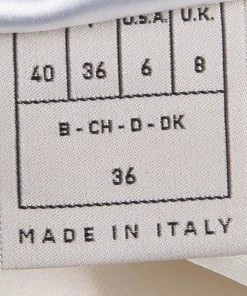 U.S.A. U.K.
40 36 6 8
B - CH - D - DK
36
MADE IN ITALY